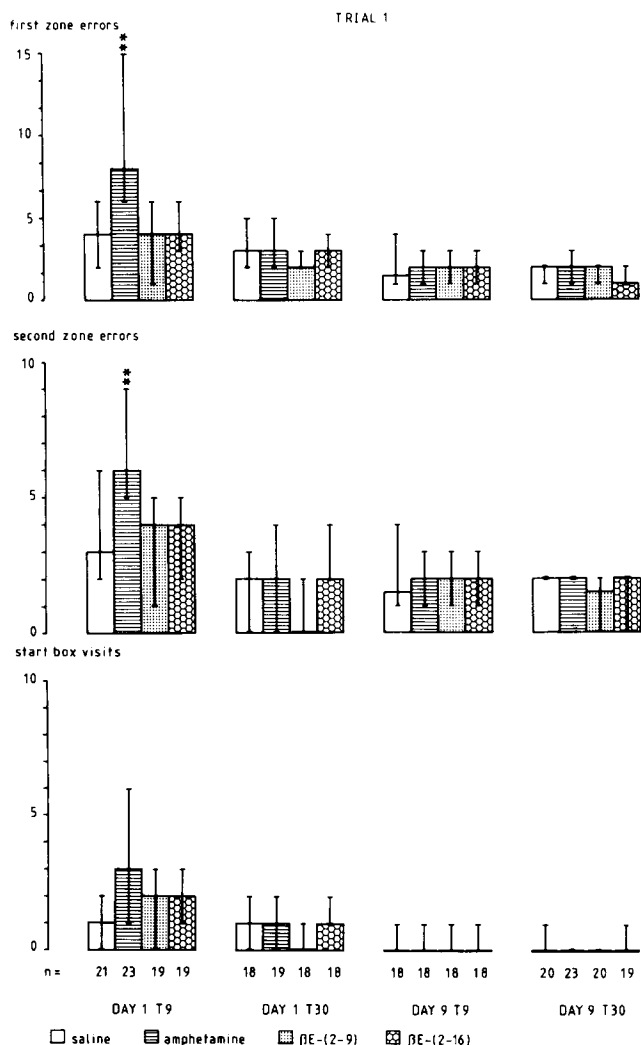 TRIAL 1
first zone errors
**
15
10
5
0
second zone errors
**
10
5
0
start box visits
10
5
0
n = 21 23 19 19 18 19 18 18 18 18 18 18 20 23 20 19
DAY 1 T9 DAY 1 T30 DAY 9 T9 DAY 9 T30
saline amphetamine βE-(2-9) βE-(2-16)